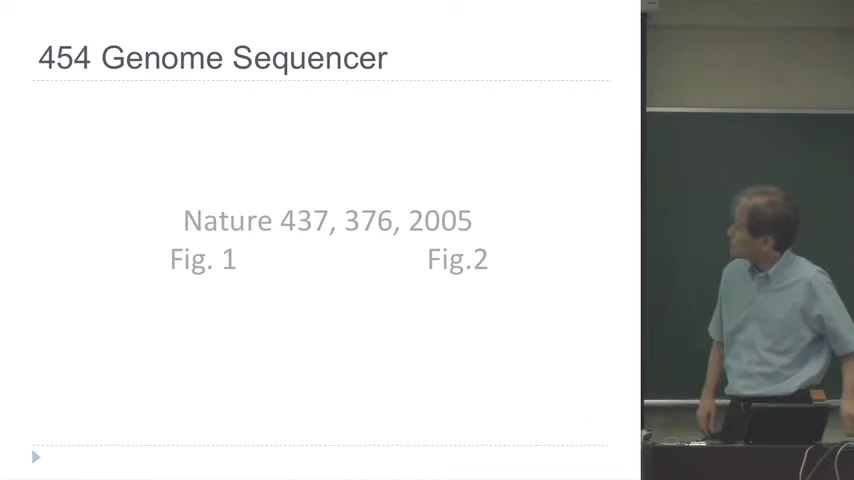 454 Genome Sequencer
Nature 437, 376, 2005
Fig. 1 Fig.2